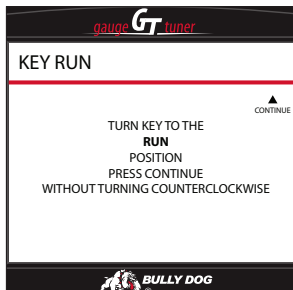 gauge GT tuner
KEY RUN
CONTINUE
TURN KEY TO THE
RUN
POSITION
PRESS CONTINUE
WITHOUT TURNING COUNTERCLOCKWISE
BULLY DOG
®